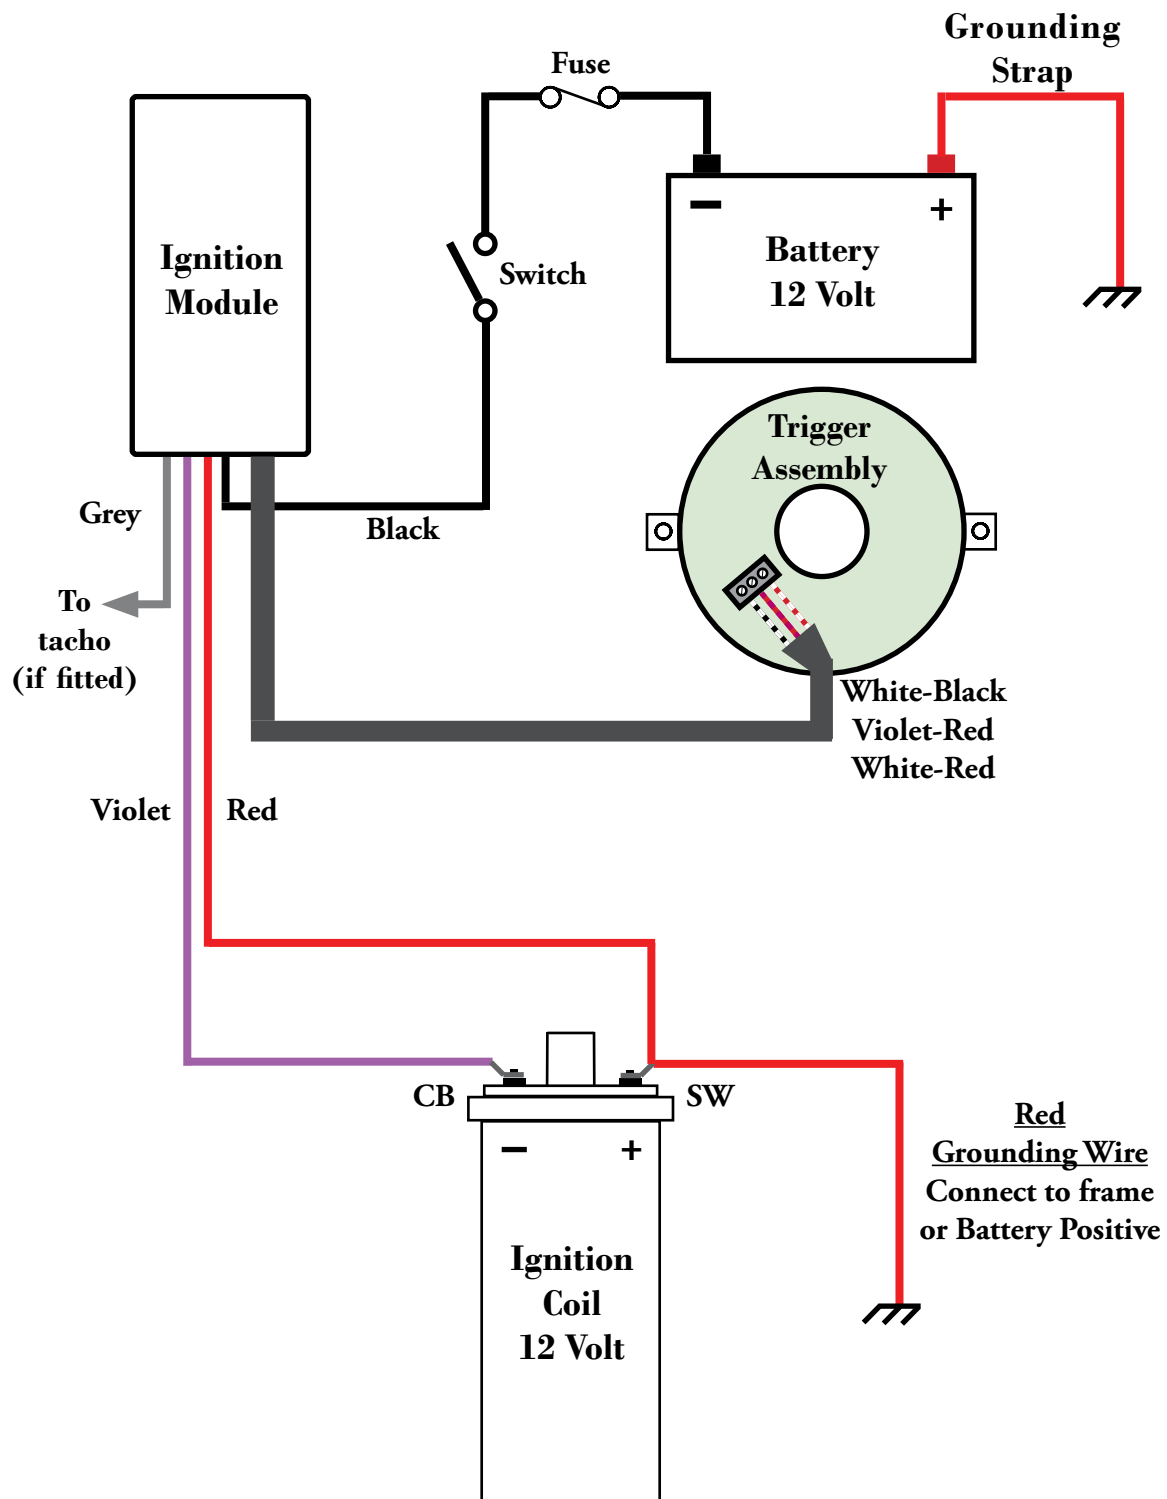 Grounding
Strap
Fuse
Ignition
Module
Switch
Battery
12 Volt
Trigger
Assembly
Grey
Black
To
tacho
(if fitted)
White-Black
Violet-Red
White-Red
Violet
Red
CB
SW
Red
Grounding Wire
Connect to frame
or Battery Positive
Ignition
Coil
12 Volt